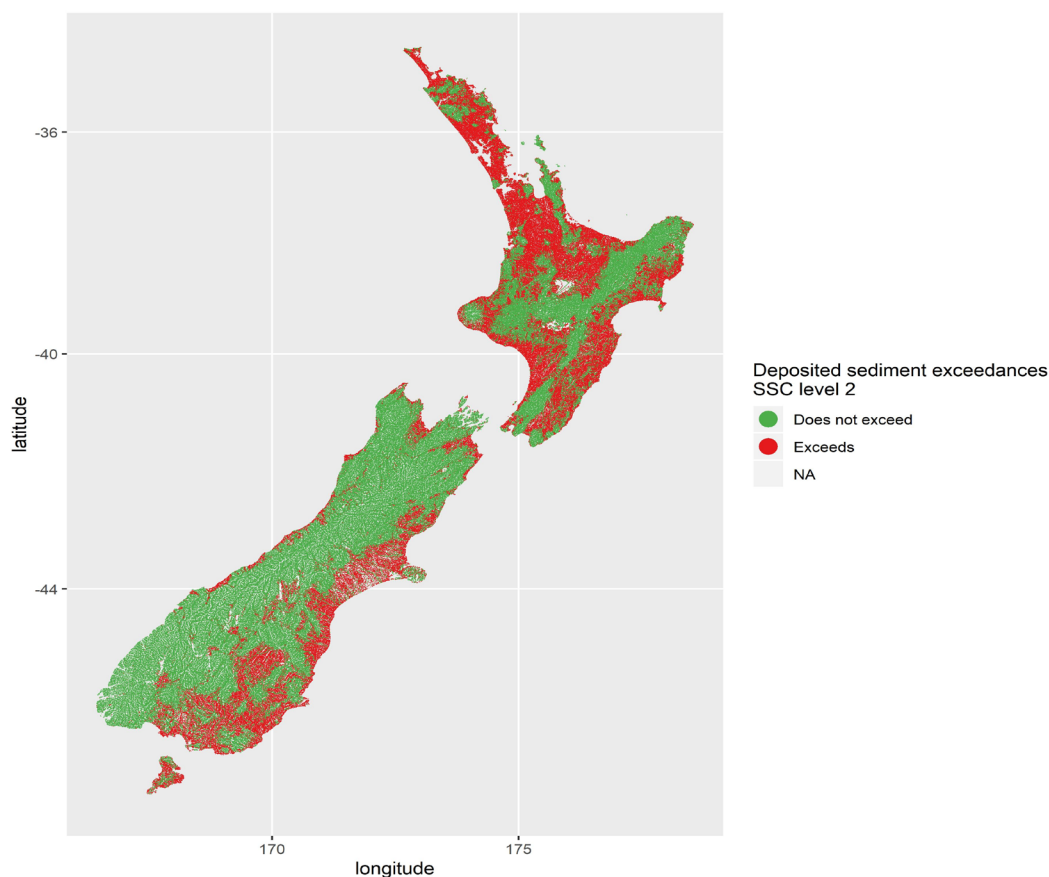 -36
-40
-44
latitude
170
175
longitude
Deposited sediment exceedances
SSC level 2
Does not exceed
Exceeds
NA